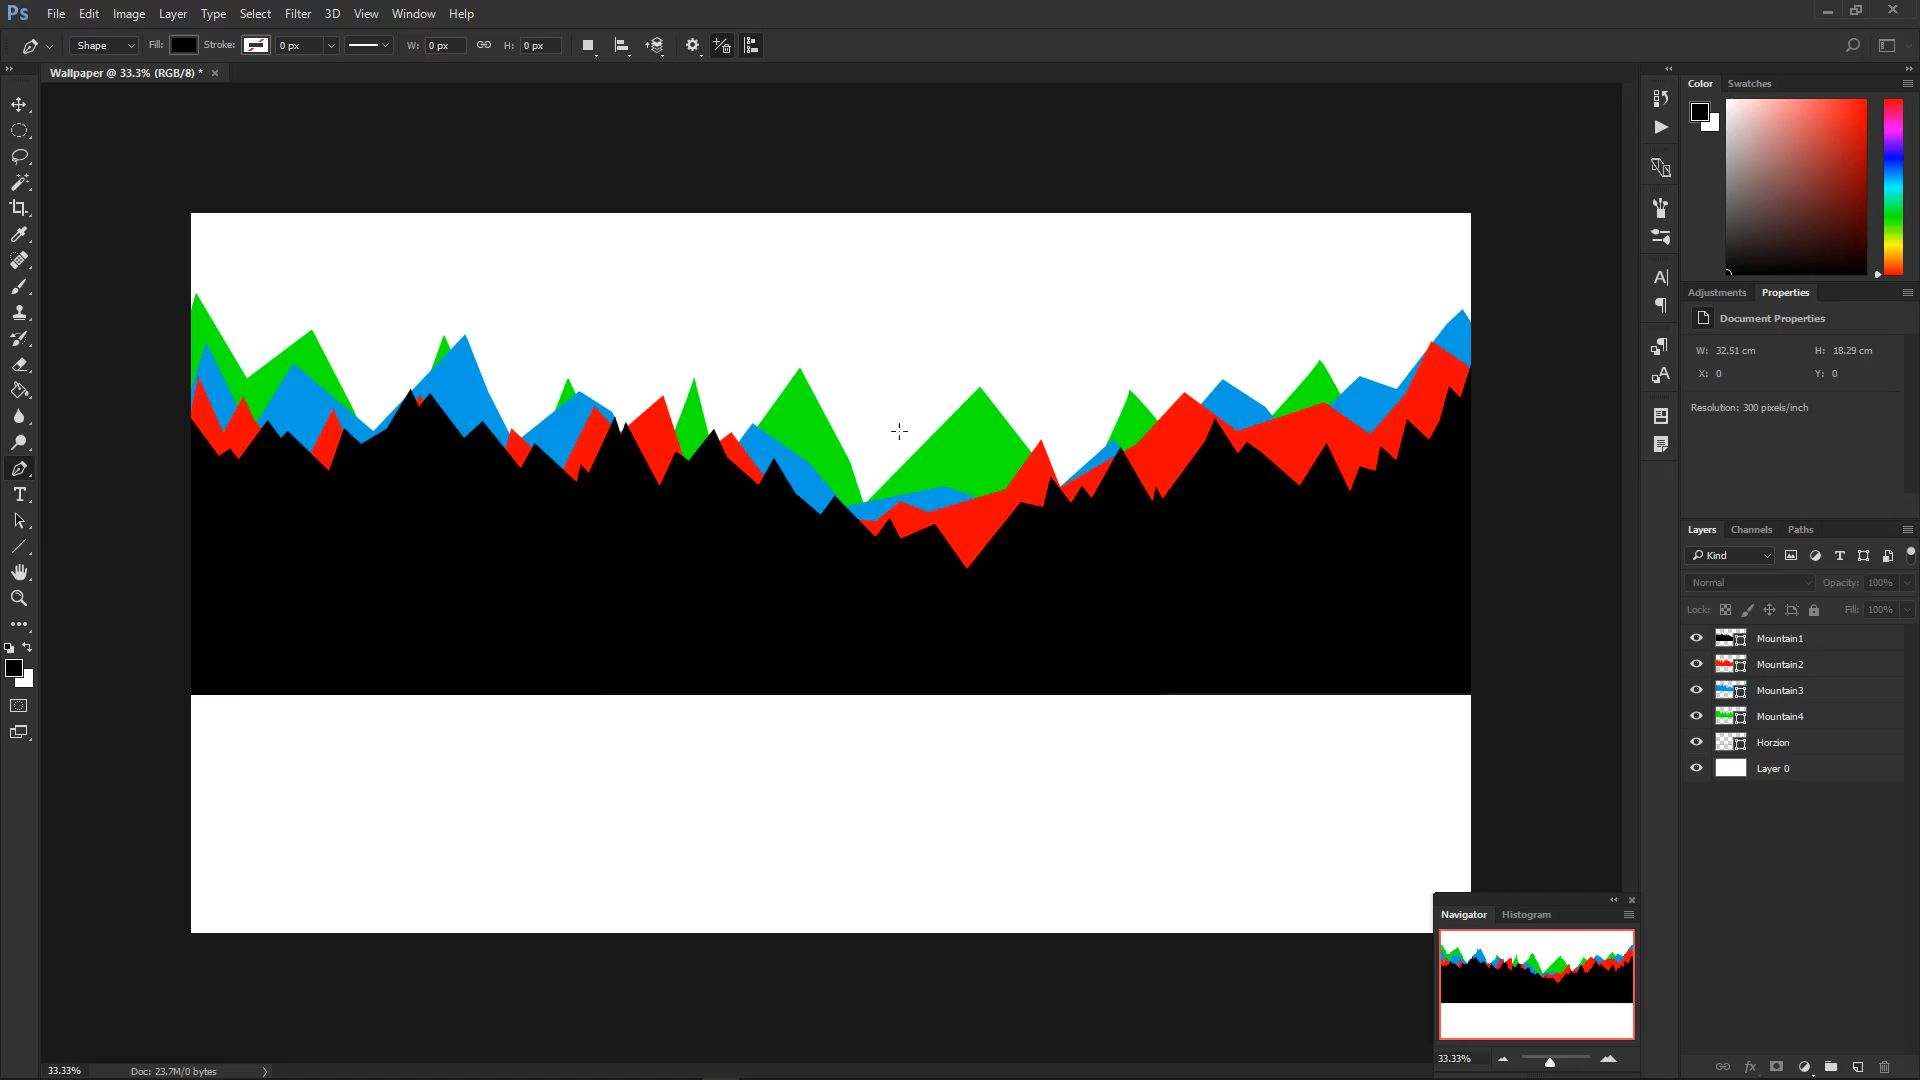 Ps File Edit Image Layer Type Select Filter 3D View Window Help
Shape Fill: Stroke: 0 px W: 0 px H: 0 px
Wallpaper @ 33.3% (RGB/8) * ×
Color Swatches
Adjustments Properties
Document Properties
W: 32.51 cm H: 18.29 cm
X: 0 Y: 0
Resolution: 300 pixels/inch
Layers Channels Paths
Kind
Normal Opacity: 100%
Lock: Fill: 100%
Mountain1
Mountain2
Mountain3
Mountain4
Horzion
Layer 0
Navigator Histogram
33.33%
33.33% Doc: 23.7M/0 bytes